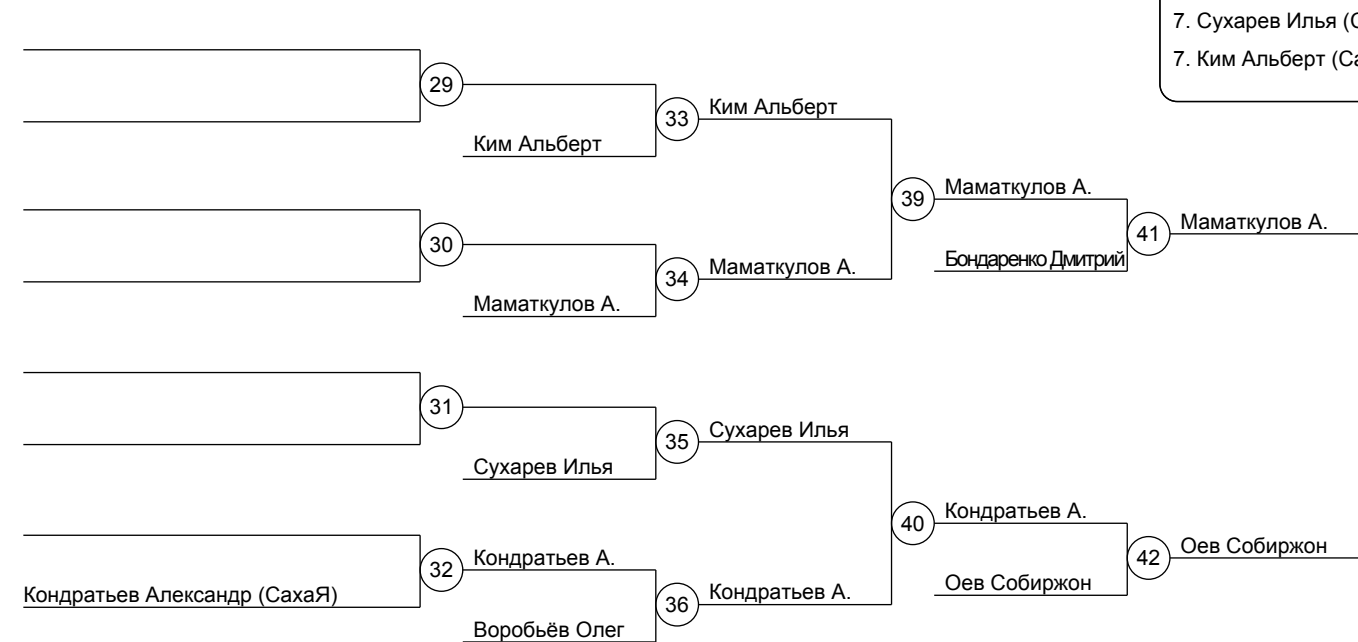 7. Сухарев Илья (
7. Ким Альберт (Са
29
Ким Альберт
33
Ким Альберт
30
Маматкулов А.
34
Маматкулов А.
39
Маматкулов А.
Бондаренко Дмитрий
41
Маматкулов А.
31
Сухарев Илья
35
Сухарев Илья
Кондратьев Александр (СахаЯ)
32
Кондратьев А.
Воробьёв Олег
36
Кондратьев А.
40
Кондратьев А.
Оев Собиржон
42
Оев Собиржон